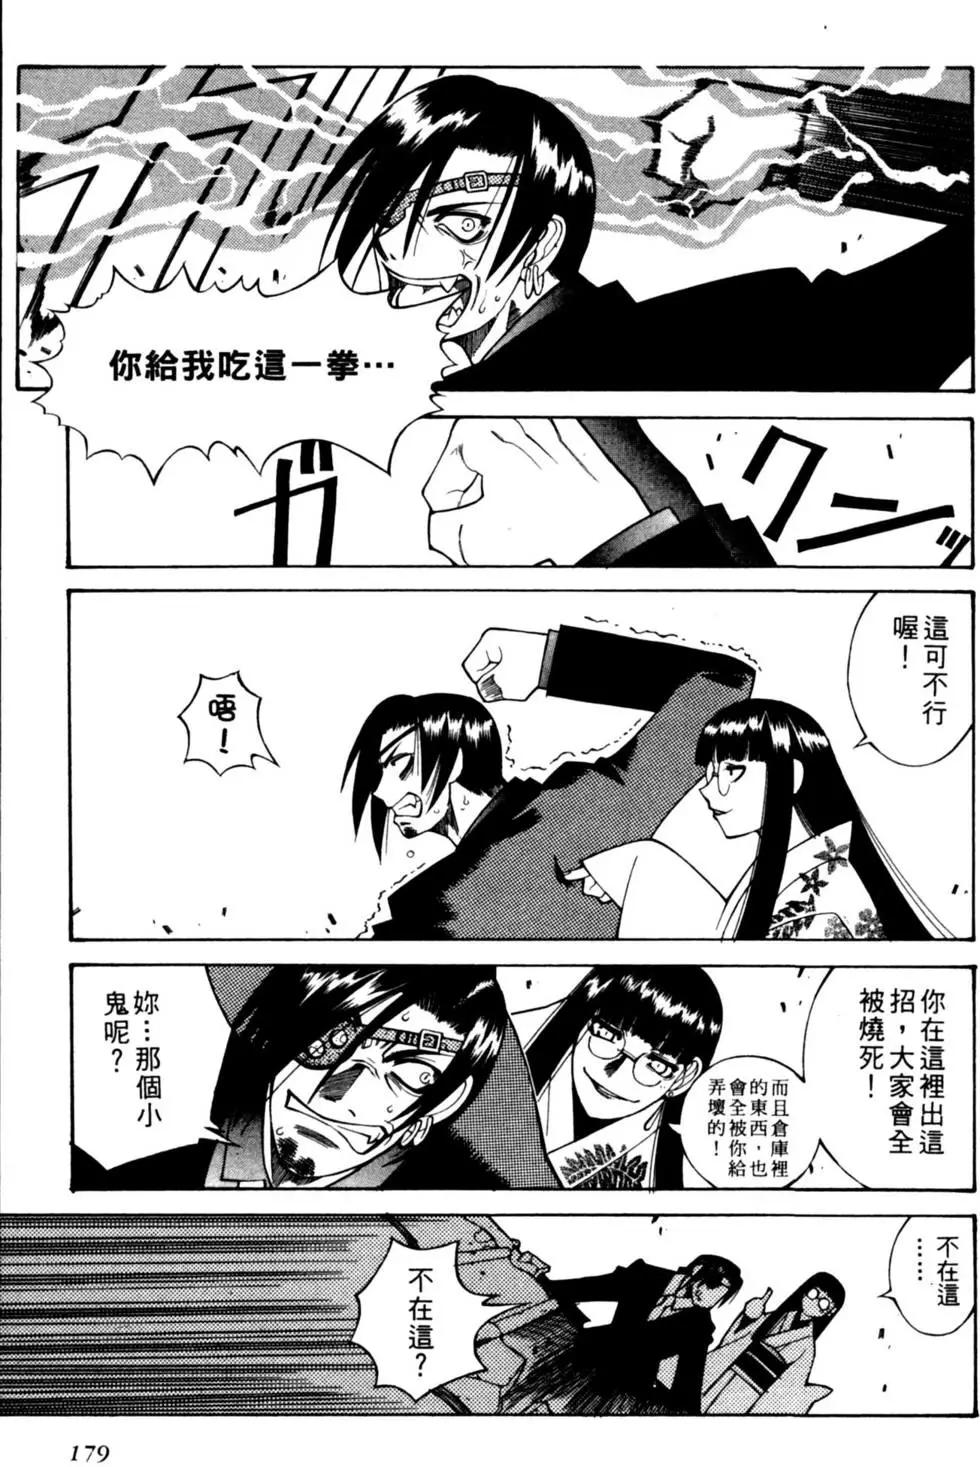 你給我吃這一拳…
ガクンッ
這可不行
喔！
唔！
你在這裡出這
招，大家會全
被燒死！
而且倉庫裡
的東西，也
會全被你給
弄壞的！
妳…那個小
鬼呢？
不在這
……
不在這？
179